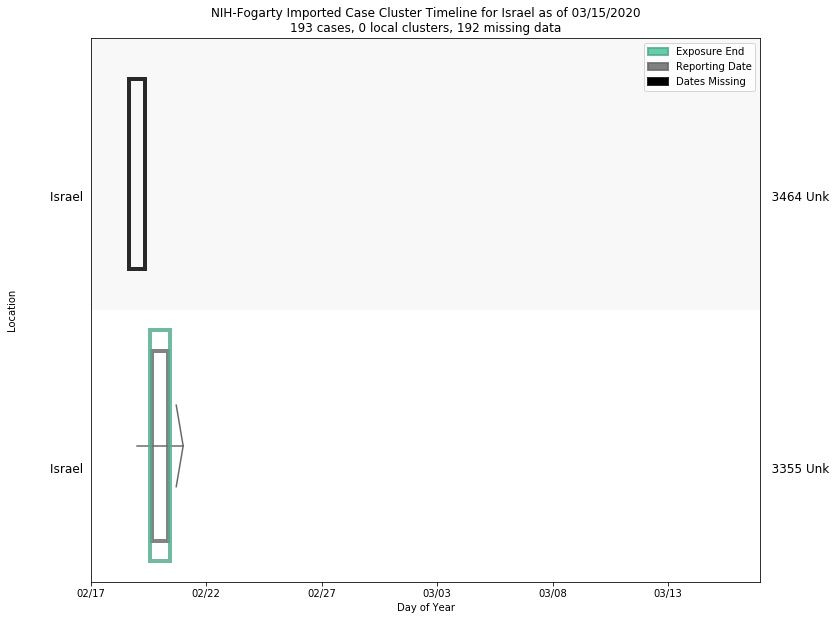 NIH-Fogarty Imported Case Cluster Timeline for Israel as of 03/15/2020
193 cases, 0 local clusters, 192 missing data
Exposure End
Reporting Date
Dates Missing
Israel
3464 Unk
Location
Israel
3355 Unk
02/17
02/22
02/27
03/03
03/08
03/13
Day of Year